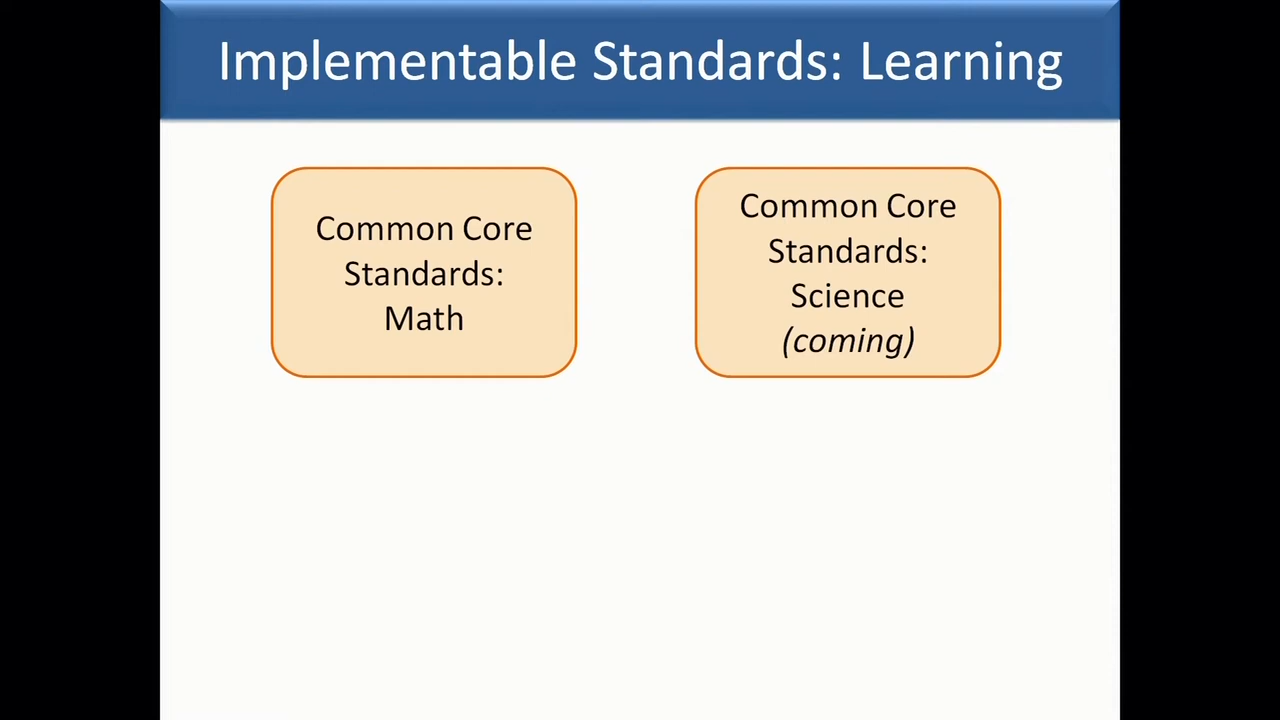 Implementable Standards: Learning
Common Core
Standards:
Math
Common Core
Standards:
Science
(coming)